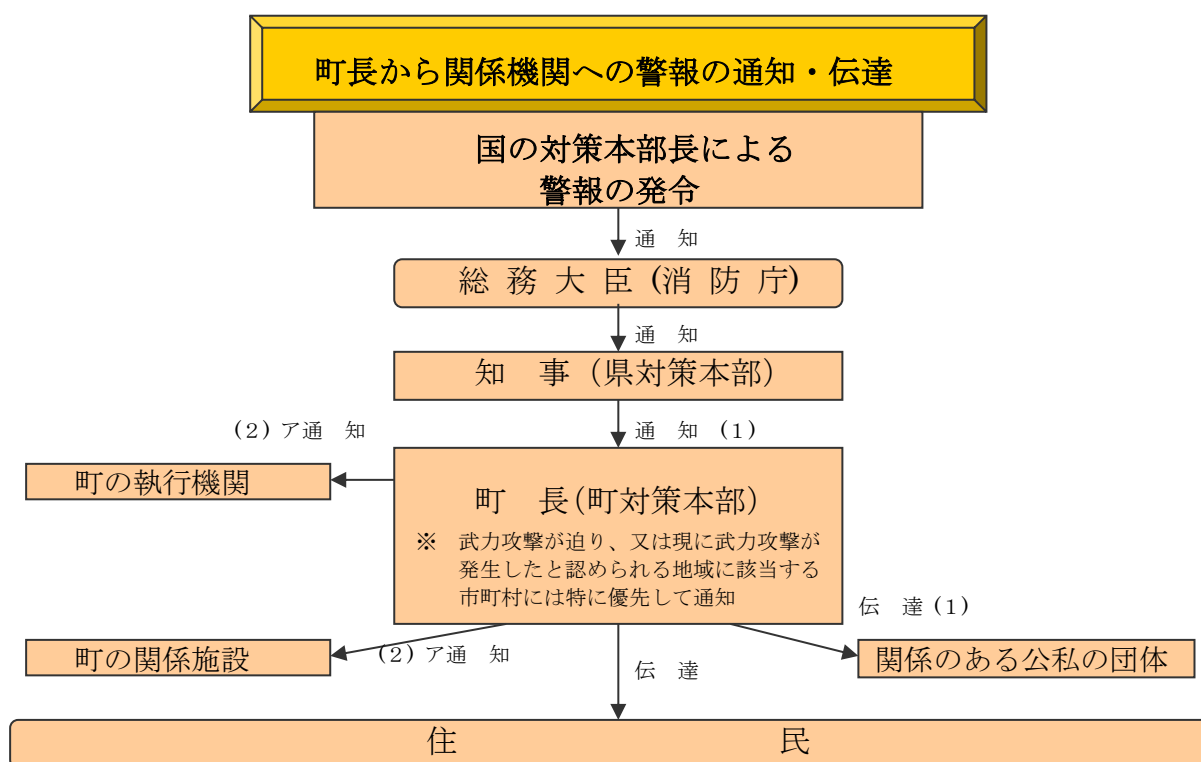 町長から関係機関への警報の通知・伝達
国の対策本部長による
警報の発令
通　知
総 務 大 臣 (消 防 庁)
通　知
知　事（県対策本部）
(2) ア通　知
通　知 (1)
町の執行機関
町　長(町対策本部)
※　武力攻撃が迫り、又は現に武力攻撃が
発生したと認められる地域に該当する
市町村には特に優先して通知
伝　達 (1)
町の関係施設
(2) ア通　知
伝　達
関係のある公私の団体
住　　　　　　　　　　民